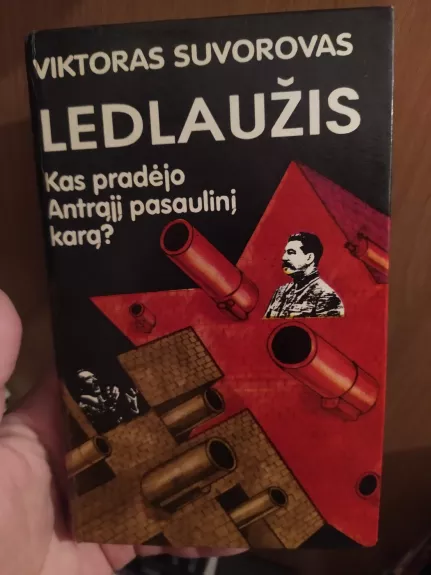 VIKTORAS SUVOROVAS
LEDLAUŽIS
Kas pradėjo
Antrąjį pasaulinį
karą?